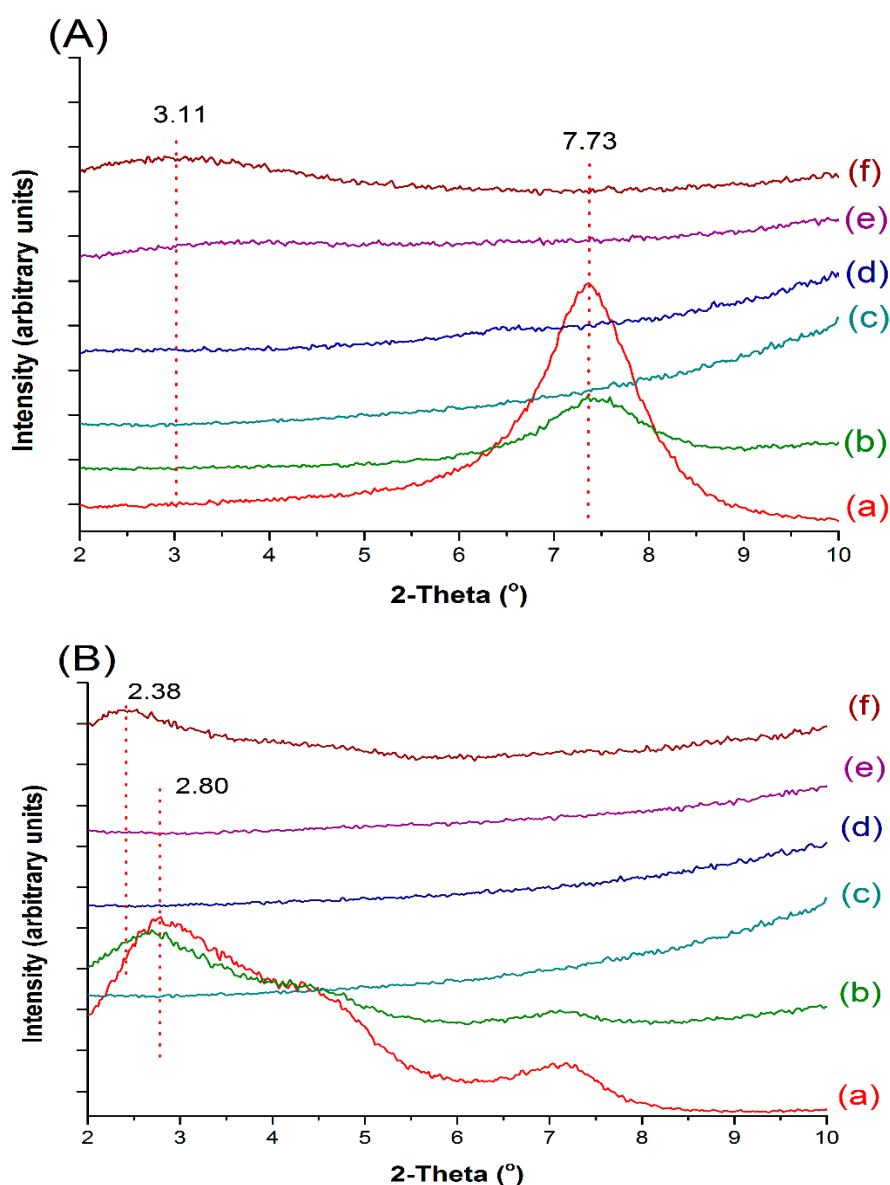 (A)
3.11
7.73
(f)
(e)
(d)
(c)
(b)
(a)
Intensity (arbitrary units)
2 3 4 5 6 7 8 9 10
2-Theta (°)
(B)
2.38
2.80
(f)
(e)
(d)
(c)
(b)
(a)
Intensity (arbitrary units)
2 3 4 5 6 7 8 9 10
2-Theta (°)